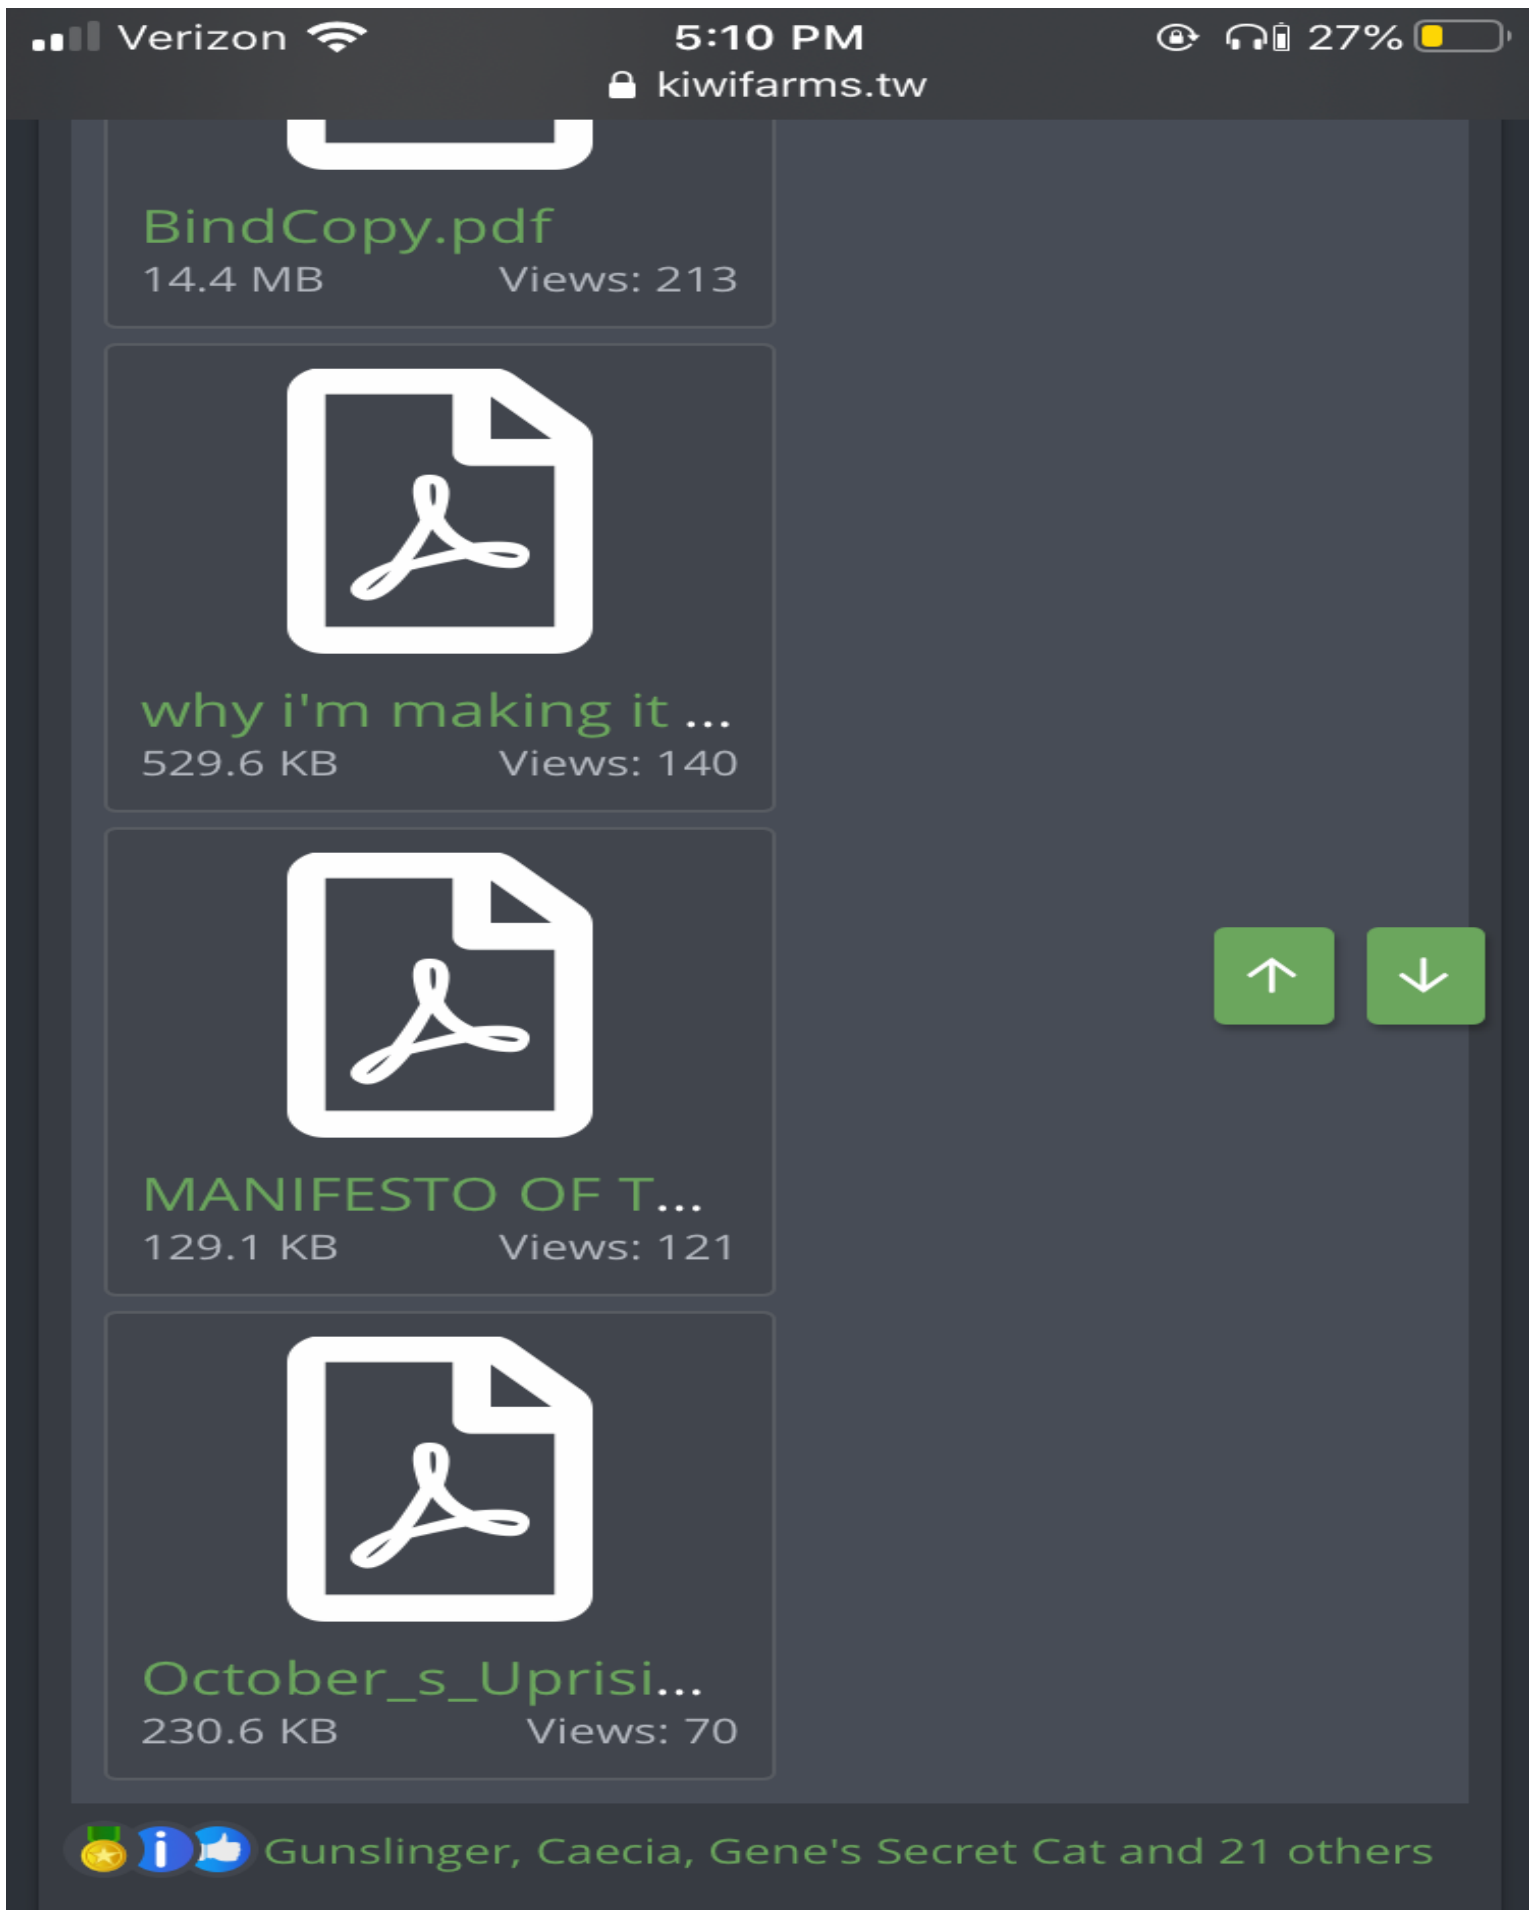 Verizon 5:10 PM 27%
kiwifarms.tw
BindCopy.pdf
14.4 MB Views: 213
why i'm making it ...
529.6 KB Views: 140
MANIFESTO OF T...
129.1 KB Views: 121
October_s_Uprisi...
230.6 KB Views: 70
Gunslinger, Caecia, Gene's Secret Cat and 21 others